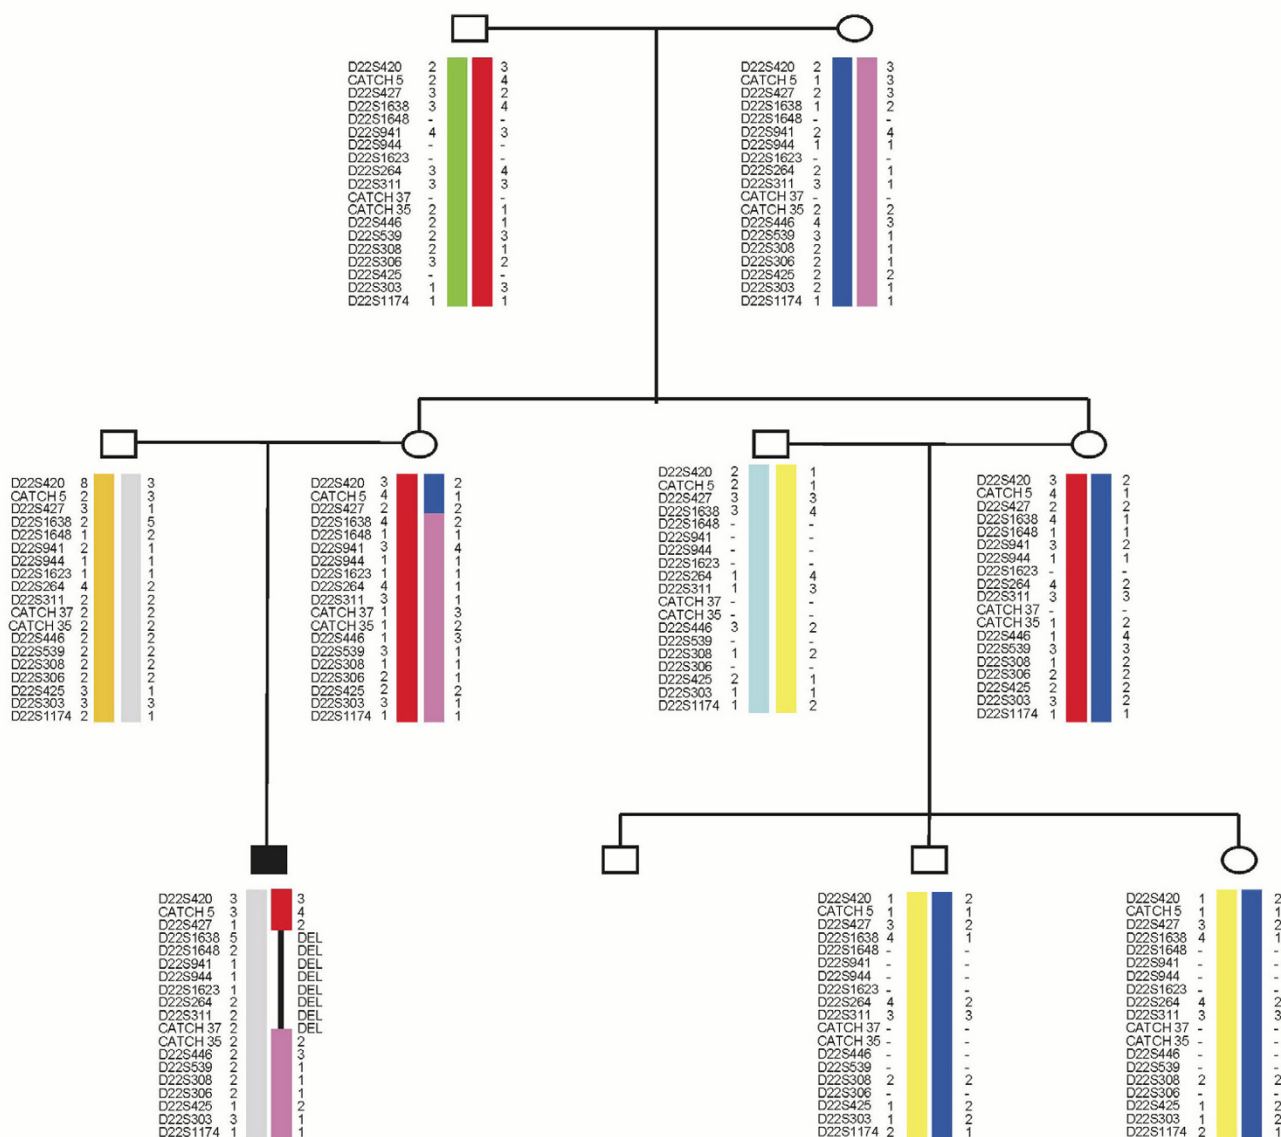 D22S420 2 3
CATCH 5 2 4
D22S427 3 2
D22S1638 3 4
D22S1648 - -
D22S941 4 3
D22S944 - -
D22S1623 - -
D22S264 3 4
D22S311 3 3
CATCH 37 - -
CATCH 35 2 1
D22S446 2 1
D22S539 2 3
D22S308 2 1
D22S306 3 2
D22S425 - -
D22S303 1 3
D22S1174 1 1
D22S420 2 3
CATCH 5 1 3
D22S427 2 3
D22S1638 1 2
D22S1648 - -
D22S941 2 4
D22S944 1 1
D22S1623 - -
D22S264 2 1
D22S311 3 1
CATCH 37 - -
CATCH 35 2 2
D22S446 4 3
D22S539 3 1
D22S308 2 1
D22S306 2 1
D22S425 2 2
D22S303 2 1
D22S1174 1 1
D22S420 8 3
CATCH 5 2 3
D22S427 3 1
D22S1638 2 5
D22S1648 1 2
D22S941 2 1
D22S944 1 1
D22S1623 1 1
D22S264 4 2
D22S311 2 2
CATCH 37 2 2
CATCH 35 2 2
D22S446 2 2
D22S539 2 2
D22S308 2 2
D22S306 2 2
D22S425 3 1
D22S303 3 3
D22S1174 2 1
D22S420 3 2
CATCH 5 4 1
D22S427 2 2
D22S1638 4 2
D22S1648 1 1
D22S941 3 4
D22S944 1 1
D22S1623 1 1
D22S264 4 1
D22S311 3 1
CATCH 37 1 3
CATCH 35 1 2
D22S446 1 3
D22S539 3 1
D22S308 1 1
D22S306 2 1
D22S425 2 2
D22S303 3 1
D22S1174 1 1
D22S420 2 1
CATCH 5 2 1
D22S427 3 3
D22S1638 3 4
D22S1648 - -
D22S941 - -
D22S944 - -
D22S1623 - -
D22S264 1 4
D22S311 1 3
CATCH 37 - -
CATCH 35 - -
D22S446 3 2
D22S539 - -
D22S308 1 2
D22S306 - -
D22S425 2 1
D22S303 1 1
D22S1174 1 2
D22S420 3 2
CATCH 5 4 1
D22S427 2 2
D22S1638 4 1
D22S1648 1 1
D22S941 3 2
D22S944 1 1
D22S1623 - -
D22S264 4 2
D22S311 3 3
CATCH 37 - -
CATCH 35 1 2
D22S446 1 4
D22S539 3 3
D22S308 1 2
D22S306 2 2
D22S425 2 2
D22S303 3 2
D22S1174 1 1
D22S420 3 3
CATCH 5 3 4
D22S427 1 2
D22S1638 5 DEL
D22S1648 2 DEL
D22S941 1 DEL
D22S944 1 DEL
D22S1623 1 DEL
D22S264 2 DEL
D22S311 2 DEL
CATCH 37 2 DEL
CATCH 35 2 2
D22S446 2 3
D22S539 2 1
D22S308 2 1
D22S306 2 1
D22S425 1 2
D22S303 3 1
D22S1174 1 1
D22S420 1 2
CATCH 5 1 1
D22S427 3 2
D22S1638 4 1
D22S1648 - -
D22S941 - -
D22S944 - -
D22S1623 - -
D22S264 4 2
D22S311 3 3
CATCH 37 - -
CATCH 35 - -
D22S446 - -
D22S539 - -
D22S308 2 2
D22S306 - -
D22S425 1 2
D22S303 1 2
D22S1174 2 1
D22S420 1 2
CATCH 5 1 1
D22S427 3 2
D22S1638 4 1
D22S1648 - -
D22S941 - -
D22S944 - -
D22S1623 - -
D22S264 4 2
D22S311 3 3
CATCH 37 - -
CATCH 35 - -
D22S446 - -
D22S539 - -
D22S308 2 2
D22S306 - -
D22S425 1 2
D22S303 1 2
D22S1174 2 1